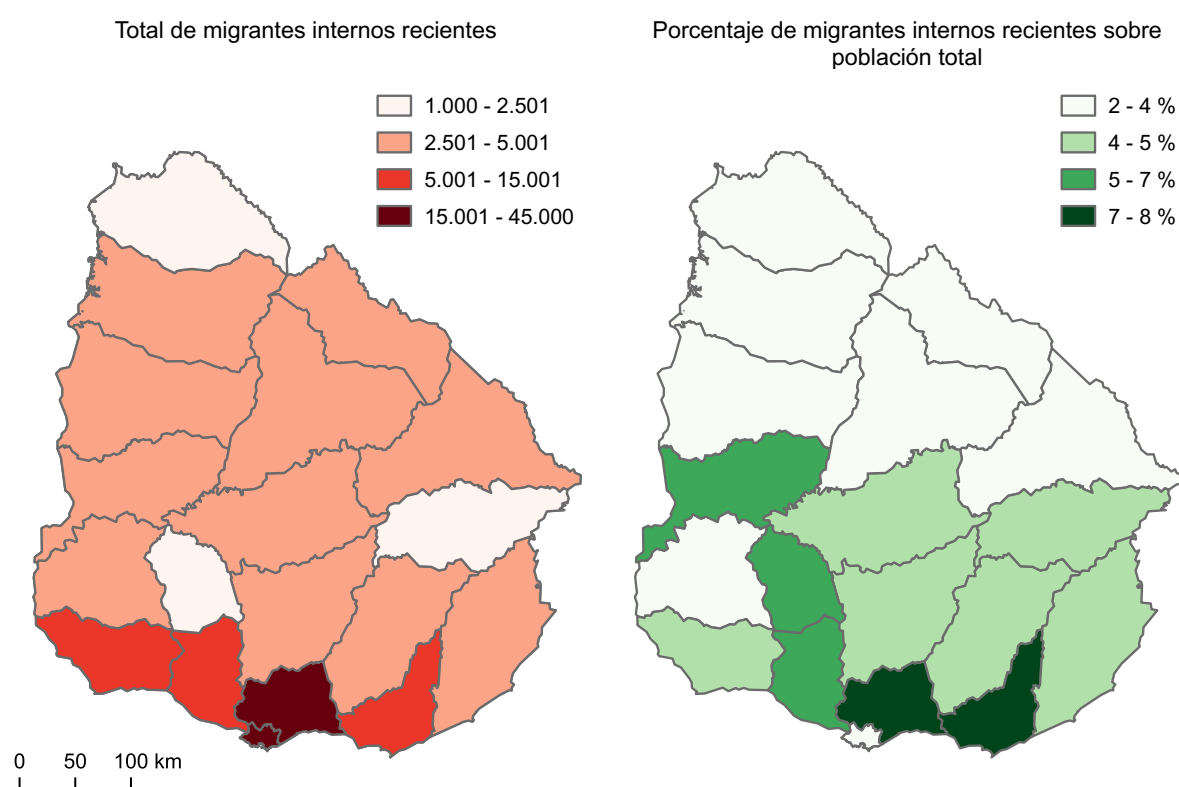 Total de migrantes internos recientes
1.000 - 2.501
2.501 - 5.001
5.001 - 15.001
15.001 - 45.000
0 50 100 km
Porcentaje de migrantes internos recientes sobre
población total
2 - 4 %
4 - 5 %
5 - 7 %
7 - 8 %